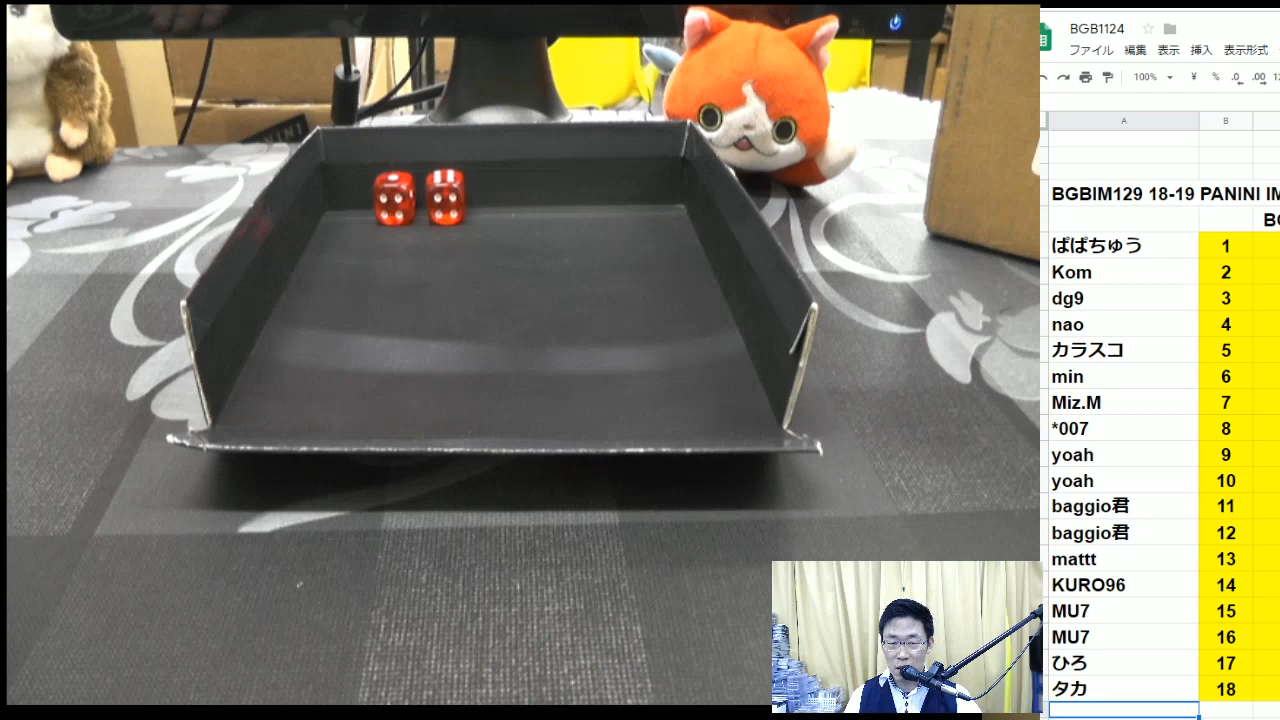 BGB1124
ファイル 編集 表示 挿入 表示形式
100% ¥ % .0 .00
A B
BGBIM129 18-19 PANINI IM
BG
ぱぱちゅう 1
Kom 2
dg9 3
nao 4
カラスコ 5
min 6
Miz.M 7
*007 8
yoah 9
yoah 10
baggio君 11
baggio君 12
mattt 13
KURO96 14
MU7 15
MU7 16
ひろ 17
タカ 18